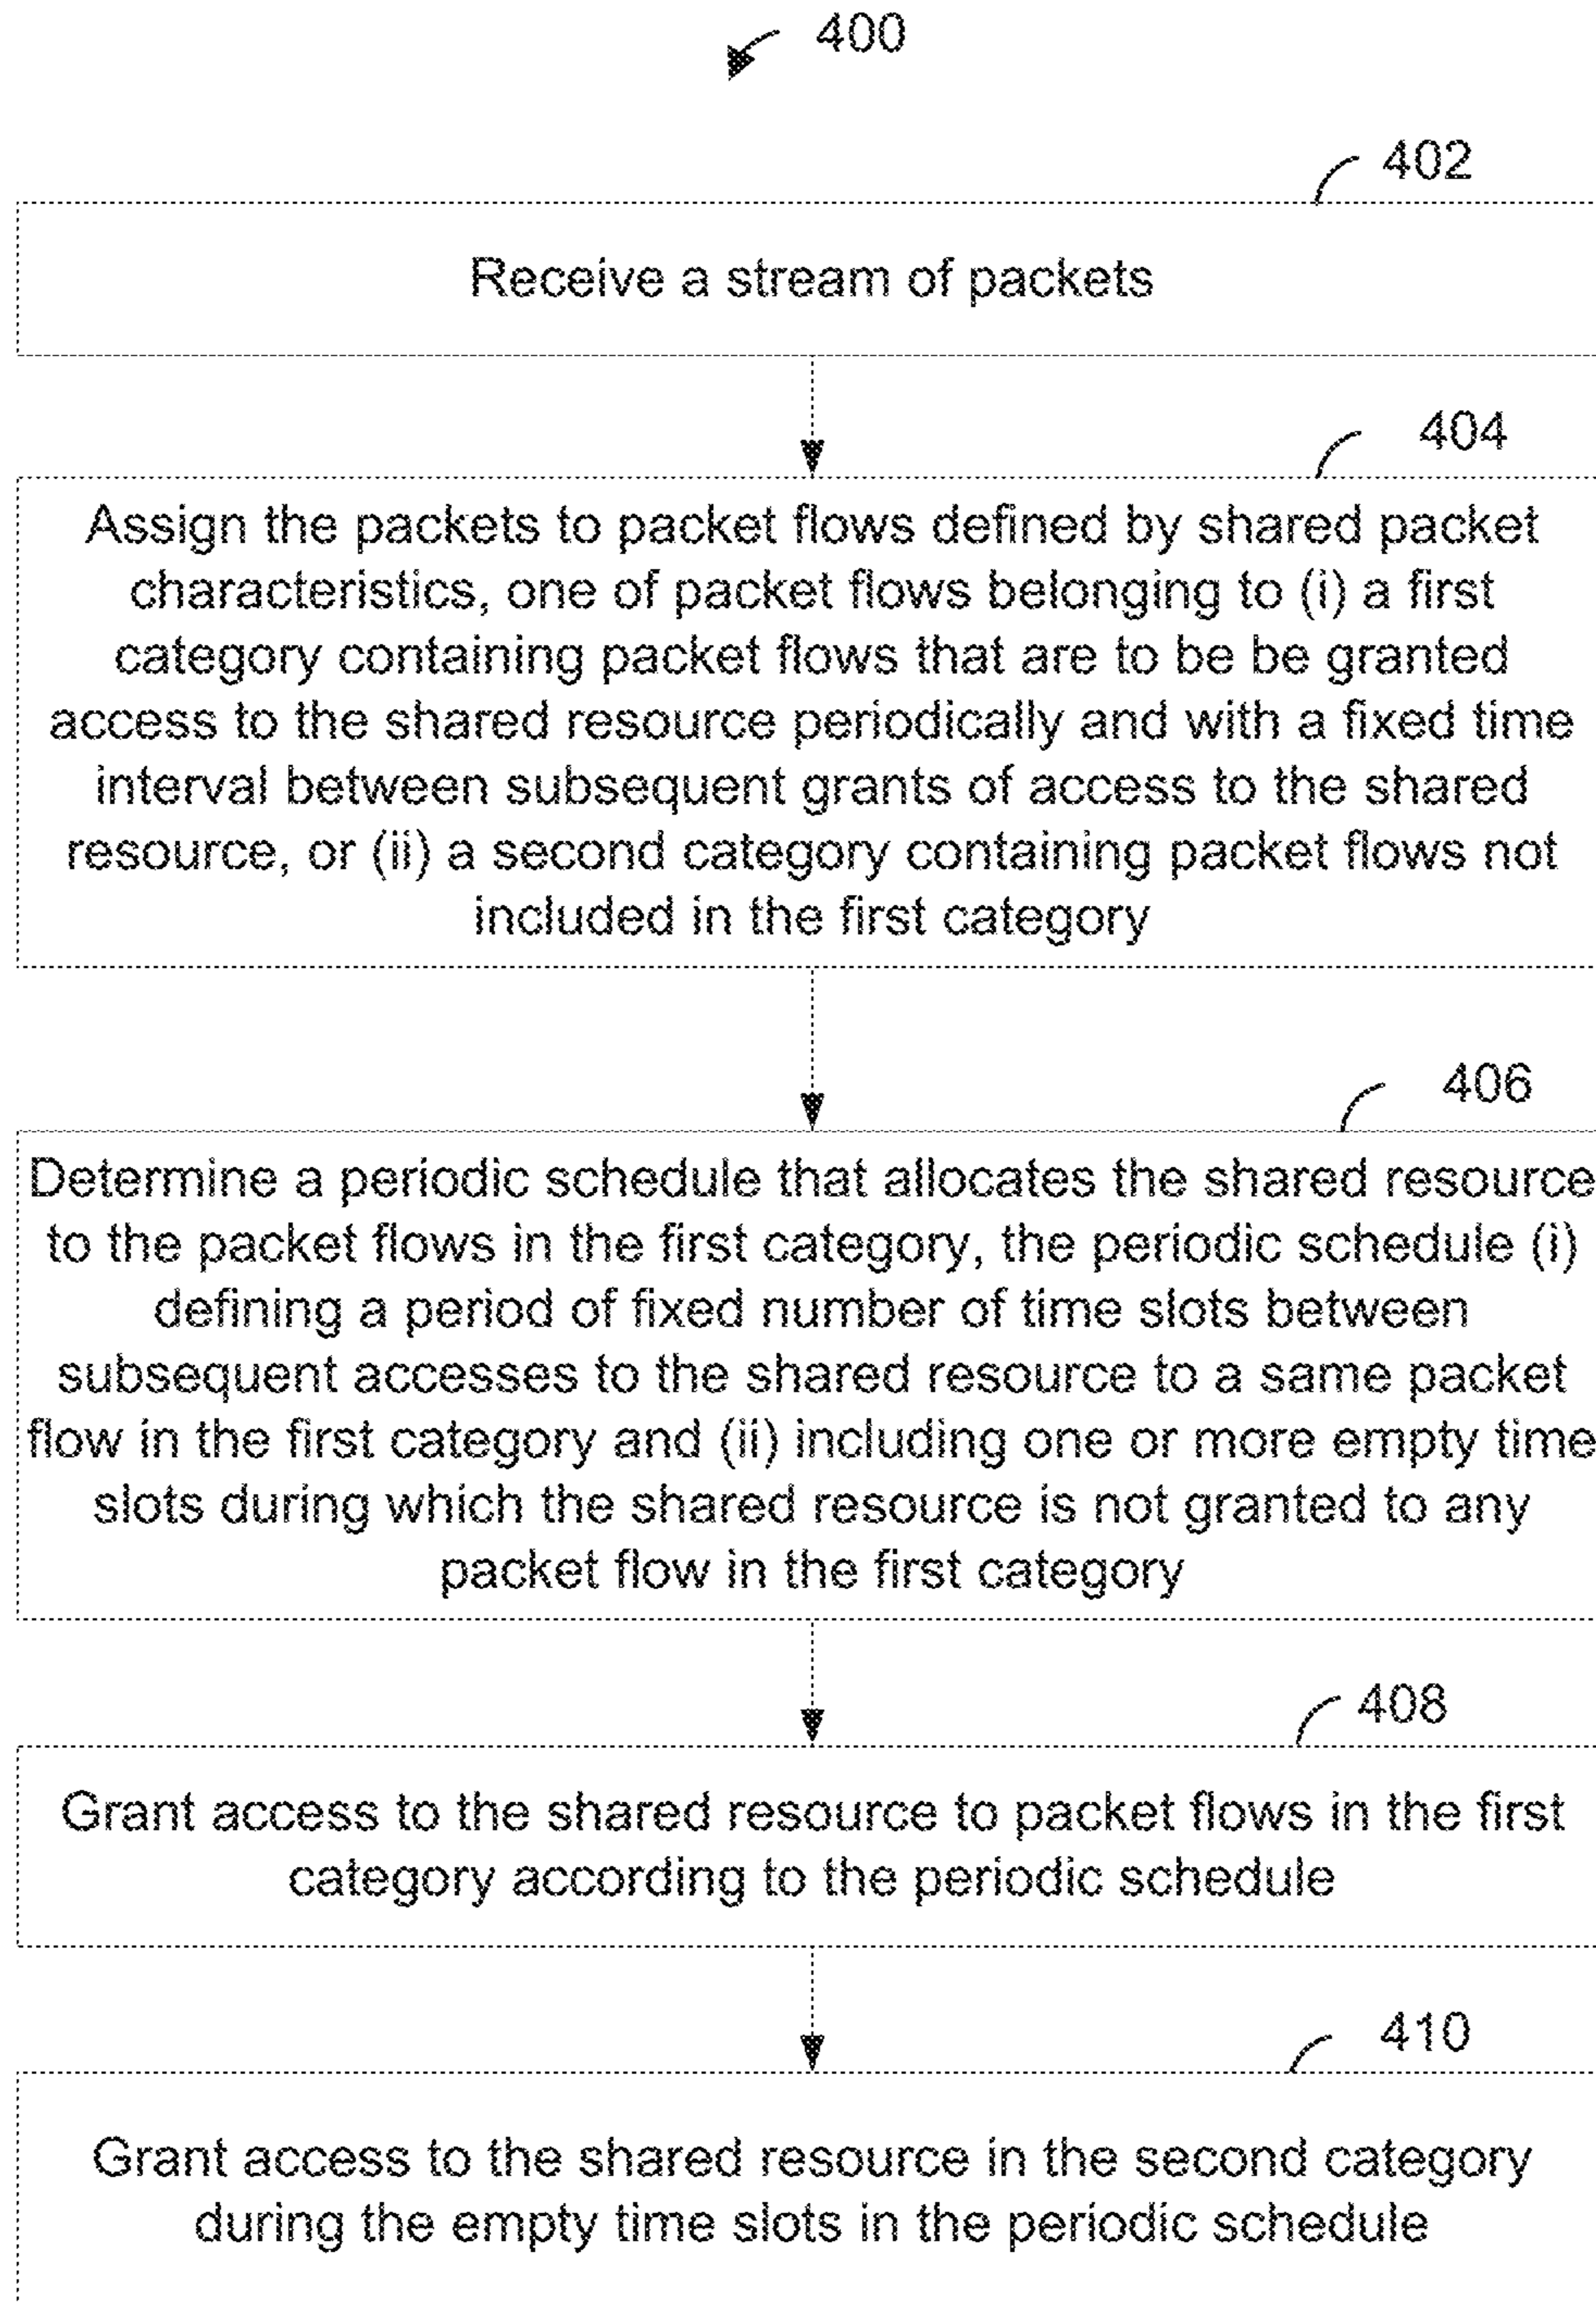 400
402
Receive a stream of packets
404
Assign the packets to packet flows defined by shared packet
characteristics, one of packet flows belonging to (i) a first
category containing packet flows that are to be be granted
access to the shared resource periodically and with a fixed time
interval between subsequent grants of access to the shared
resource, or (ii) a second category containing packet flows not
included in the first category
406
Determine a periodic schedule that allocates the shared resource
to the packet flows in the first category, the periodic schedule (i)
defining a period of fixed number of time slots between
subsequent accesses to the shared resource to a same packet
flow in the first category and (ii) including one or more empty time
slots during which the shared resource is not granted to any
packet flow in the first category
408
Grant access to the shared resource to packet flows in the first
category according to the periodic schedule
410
Grant access to the shared resource in the second category
during the empty time slots in the periodic schedule